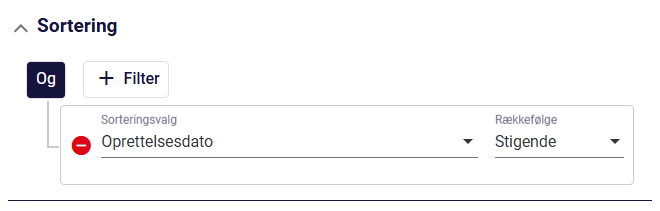 Sortering
Og
+ Filter
Sorteringsvalg
Rækkefølge
Oprettelsesdato
Stigende